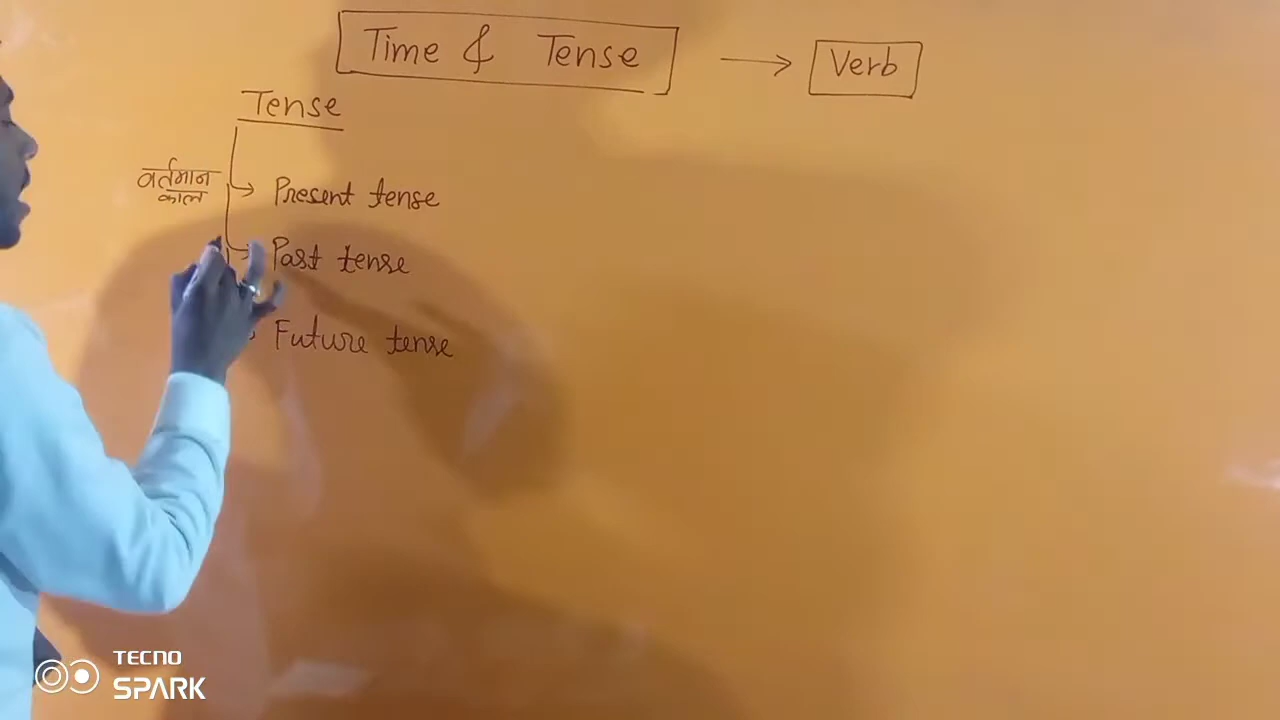 Time & Tense → Verb
Tense
वर्तमान
काल
→ Present tense
→ Past tense
Future tense
TECNO
SPARK